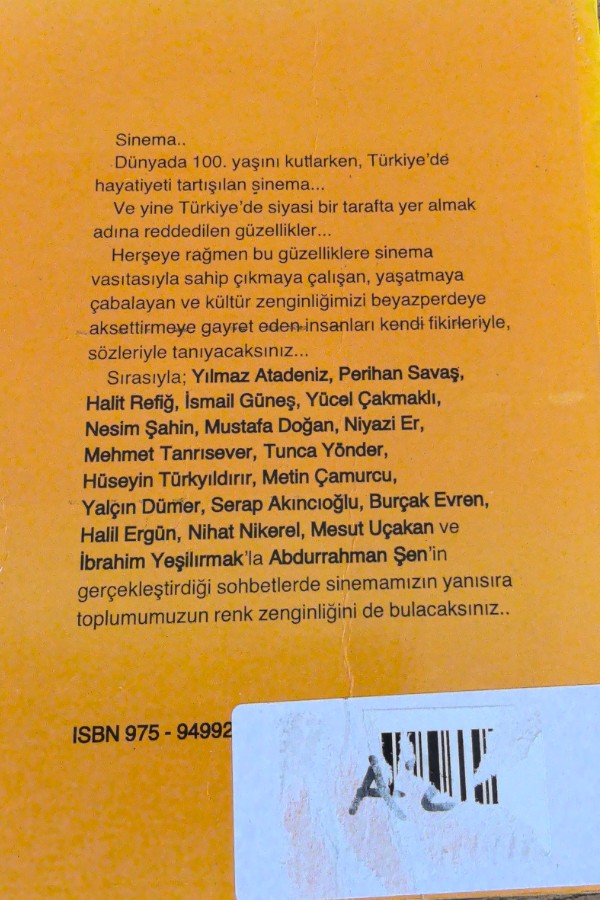 Sinema..
Dünyada 100. yaşını kutlarken, Türkiye'de
hayatiyeti tartışılan sinema...
Ve yine Türkiye'de siyasi bir tarafta yer almak
adına reddedilen güzellikler...
Herşeye rağmen bu güzelliklere sinema
vasıtasıyla sahip çıkmaya çalışan, yaşatmaya
çabalayan ve kültür zenginliğimizi beyazperdeye
aksettirmeye gayret eden insanları kendi fikirleriyle,
sözleriyle tanıyacaksınız...
Sırasıyla; Yılmaz Atadeniz, Perihan Savaş,
Halit Refiğ, İsmail Güneş, Yücel Çakmaklı,
Nesim Şahin, Mustafa Doğan, Niyazi Er,
Mehmet Tanrısever, Tunca Yönder,
Hüseyin Türkyıldırır, Metin Çamurcu,
Yalçın Dümer, Serap Akıncıoğlu, Burçak Evren,
Halil Ergün, Nihat Nikerel, Mesut Uçakan ve
İbrahim Yeşilırmak'la Abdurrahman Şen'in
gerçekleştirdiği sohbetlerde sinemamızın yanısıra
toplumumuzun renk zenginliğini de bulacaksınız..
ISBN 975 - 94992